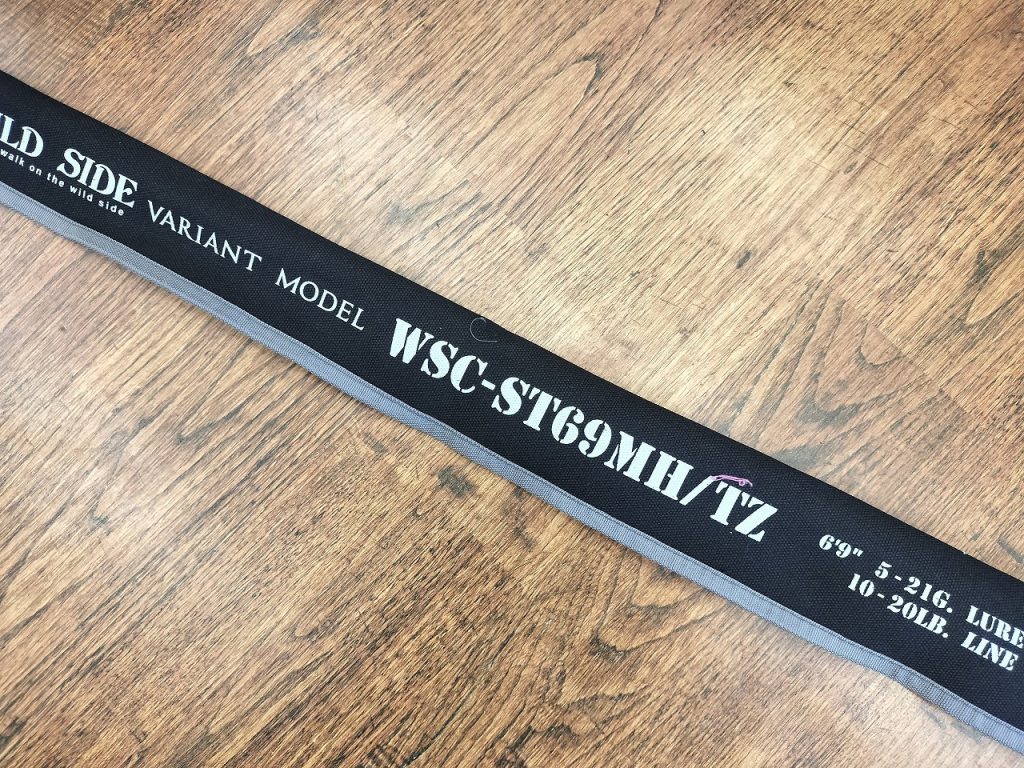 ILD SIDE
walk on the wild side
VARIANT MODEL
WSC-ST69MH/TZ
6'9" 5-21G. LURE
10-20LB. LINE